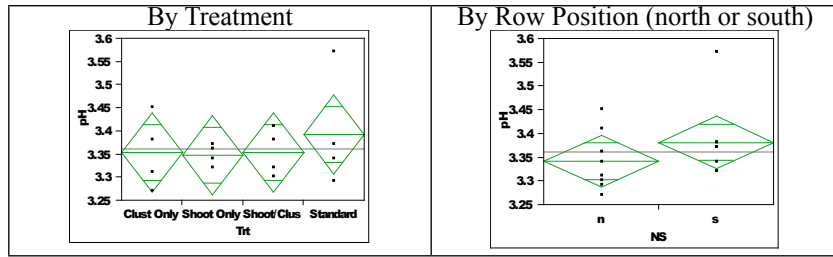 By Treatment
3.6
3.55
3.5
3.45
3.4
3.35
3.3
3.25
pH
Clust Only Shoot Only Shoot/Clus Standard
Trt
By Row Position (north or south)
3.6
3.55
3.5
3.45
3.4
3.35
3.3
3.25
pH
n s
NS